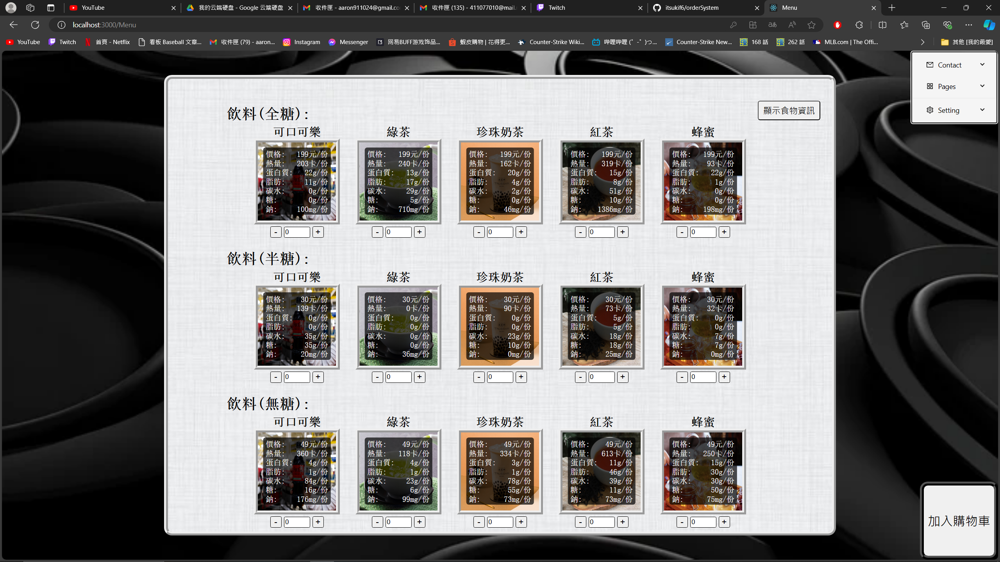 YouTube
我的云端硬盘 - Google 云端硬盘
收件匣 - aaron911024@gmail.co
收件匣 (135) - 411077010@mail.
Twitch
itsukif6/orderSystem
Menu
localhost:3000/Menu
YouTube
Twitch
首頁 - Netflix
看板 Baseball 文章...
收件匣 (79) - aaron...
Instagram
Messenger
网易BUFF游戏饰品...
蝦皮購物 | 花得更...
Counter-Strike Wiki...
哔哩哔哩 (゜-゜)つ...
Counter-Strike New...
168 話
262 話
MLB.com | The Offi...
其他 [我的最愛]
Contact
Pages
Setting
顯示食物資訊
飲料(全糖):
可口可樂 綠茶 珍珠奶茶 紅茶 蜂蜜
價格: 199元/份 價格: 199元/份 價格: 199元/份 價格: 199元/份 價格: 199元/份
熱量: 203卡/份 熱量: 240卡/份 熱量: 162卡/份 熱量: 319卡/份 熱量: 93卡/份
蛋白質: 22g/份 蛋白質: 13g/份 蛋白質: 20g/份 蛋白質: 15g/份 蛋白質: 22g/份
脂肪: 11g/份 脂肪: 17g/份 脂肪: 4g/份 脂肪: 8g/份 脂肪: 1g/份
碳水: 0g/份 碳水: 29g/份 碳水: 2g/份 碳水: 51g/份 碳水: 0g/份
糖: 0g/份 糖: 5g/份 糖: 0g/份 糖: 10g/份 糖: 0g/份
鈉: 100mg/份 鈉: 710mg/份 鈉: 46mg/份 鈉: 1386mg/份 鈉: 198mg/份
- 0 + - 0 + - 0 + - 0 + - 0 +
飲料(半糖):
可口可樂 綠茶 珍珠奶茶 紅茶 蜂蜜
價格: 30元/份 價格: 30元/份 價格: 30元/份 價格: 30元/份 價格: 30元/份
熱量: 139卡/份 熱量: 0卡/份 熱量: 90卡/份 熱量: 73卡/份 熱量: 32卡/份
蛋白質: 0g/份 蛋白質: 0g/份 蛋白質: 0g/份 蛋白質: 5g/份 蛋白質: 0g/份
脂肪: 0g/份 脂肪: 0g/份 脂肪: 0g/份 脂肪: 5g/份 脂肪: 0g/份
碳水: 35g/份 碳水: 0g/份 碳水: 23g/份 碳水: 18g/份 碳水: 7g/份
糖: 35g/份 糖: 0g/份 糖: 10g/份 糖: 18g/份 糖: 7g/份
鈉: 20mg/份 鈉: 36mg/份 鈉: 0mg/份 鈉: 25mg/份 鈉: 0mg/份
- 0 + - 0 + - 0 + - 0 + - 0 +
飲料(無糖):
可口可樂 綠茶 珍珠奶茶 紅茶 蜂蜜
價格: 49元/份 價格: 49元/份 價格: 49元/份 價格: 49元/份 價格: 49元/份
熱量: 360卡/份 熱量: 118卡/份 熱量: 334卡/份 熱量: 613卡/份 熱量: 250卡/份
蛋白質: 4g/份 蛋白質: 4g/份 蛋白質: 3g/份 蛋白質: 11g/份 蛋白質: 15g/份
脂肪: 1g/份 脂肪: 1g/份 脂肪: 1g/份 脂肪: 46g/份 脂肪: 30g/份
碳水: 84g/份 碳水: 23g/份 碳水: 78g/份 碳水: 39g/份 碳水: 30g/份
糖: 16g/份 糖: 6g/份 糖: 55g/份 糖: 11g/份 糖: 50g/份
鈉: 176mg/份 鈉: 99mg/份 鈉: 73mg/份 鈉: 73mg/份 鈉: 75mg/份
- 0 + - 0 + - 0 + - 0 + - 0 +
加入購物車